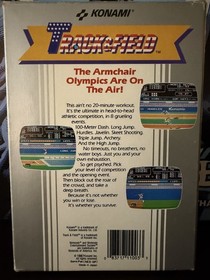 KONAMI
TRACK & FIELD
The Armchair
Olympics Are On
The Air!
This ain't no 20-minute workout.
It's the ultimate in head-to-head
athletic competition, in 8 grueling
events.
100-Meter Dash. Long Jump.
Hurdles. Javelin. Skeet Shooting.
Triple Jump. Archery.
And the High Jump.
No timeouts, no breathers, no
water boys. Just you and your
own exhaustion.
So get psyched. Pick
your level of competition
and the opening event.
Then block out the roar of
the crowd, and take a
deep breath.
Because it's not whether
you win or lose.
It's whether you survive.